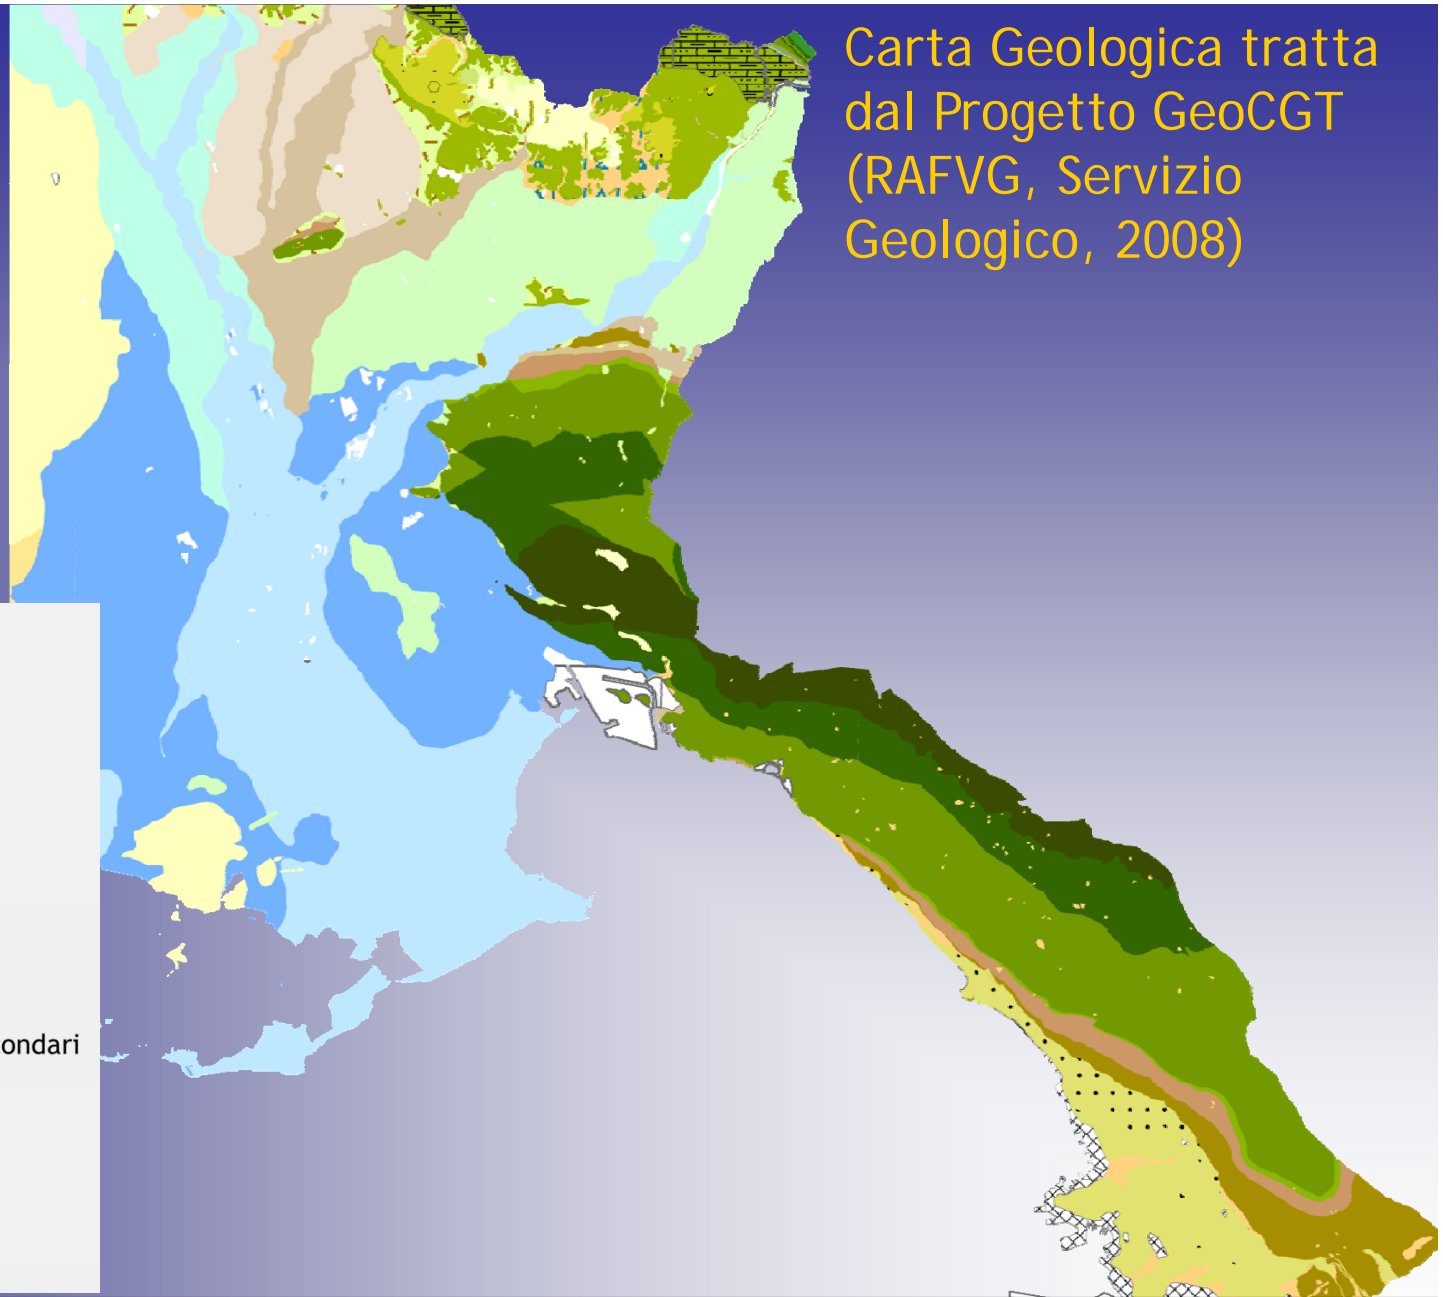 Carta Geologica tratta
dal Progetto GeoCGT
(RAFVG, Servizio
Geologico, 2008)
ondari